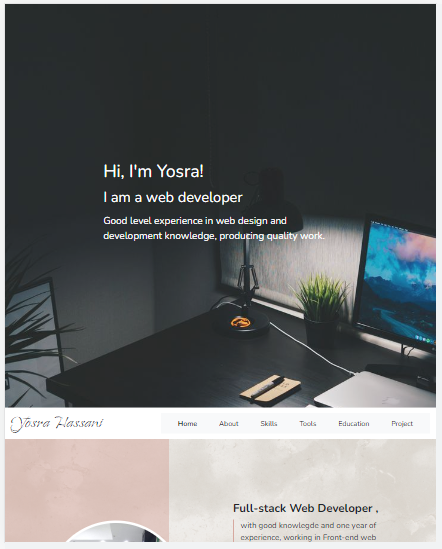 Hi, I'm Yosra!
I am a web developer
Good level experience in web design and
development knowledge, producing quality work.
Yosra Hassani
Home About Skills Tools Education Project
Full-stack Web Developer ,
with good knowlegde and one year of
experience, working in Front-end web